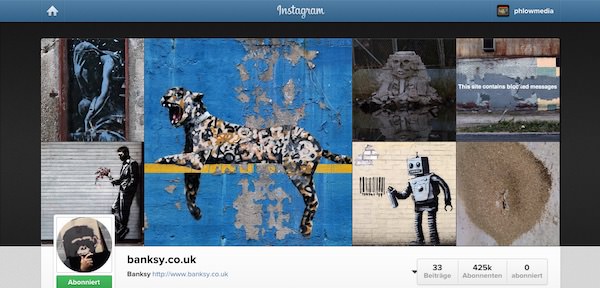 Instagram
phlowmedia
This site contains blocked messages
banksy.co.uk
Banksy http://www.banksy.co.uk
Abonniert
33
Beiträge
425k
Abonnenten
0
abonniert